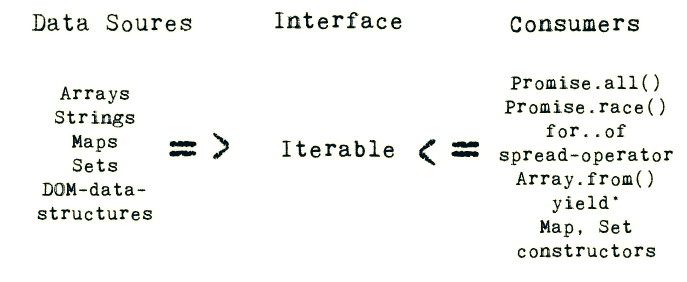 Data Soures
Interface
Consumers
Arrays
Strings
Maps
Sets
DOM-data-
structures
= >
Iterable
< =
Promise.all()
Promise.race()
for..of
spread-operator
Array.from()
yield*
Map, Set
constructors